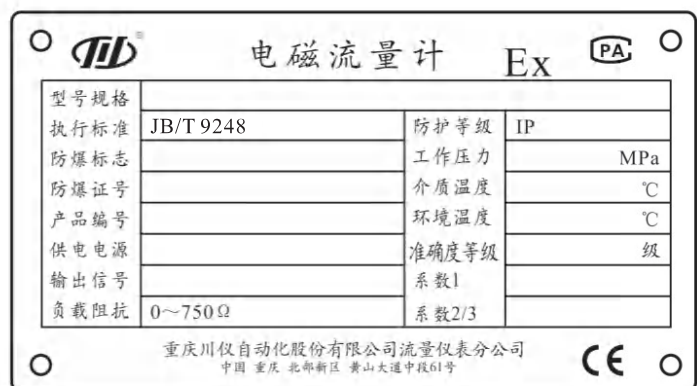 电磁流量计 Ex PA
型号规格
执行标准 JB/T 9248 防护等级 IP
防爆标志 工作压力 MPa
防爆证号 介质温度 ℃
产品编号 环境温度 ℃
供电电源 准确度等级 级
输出信号 系数1
负载阻抗 0～750Ω 系数2/3
重庆川仪自动化股份有限公司流量仪表分公司
中国 重庆 北部新区 黄山大道中段61号
CE